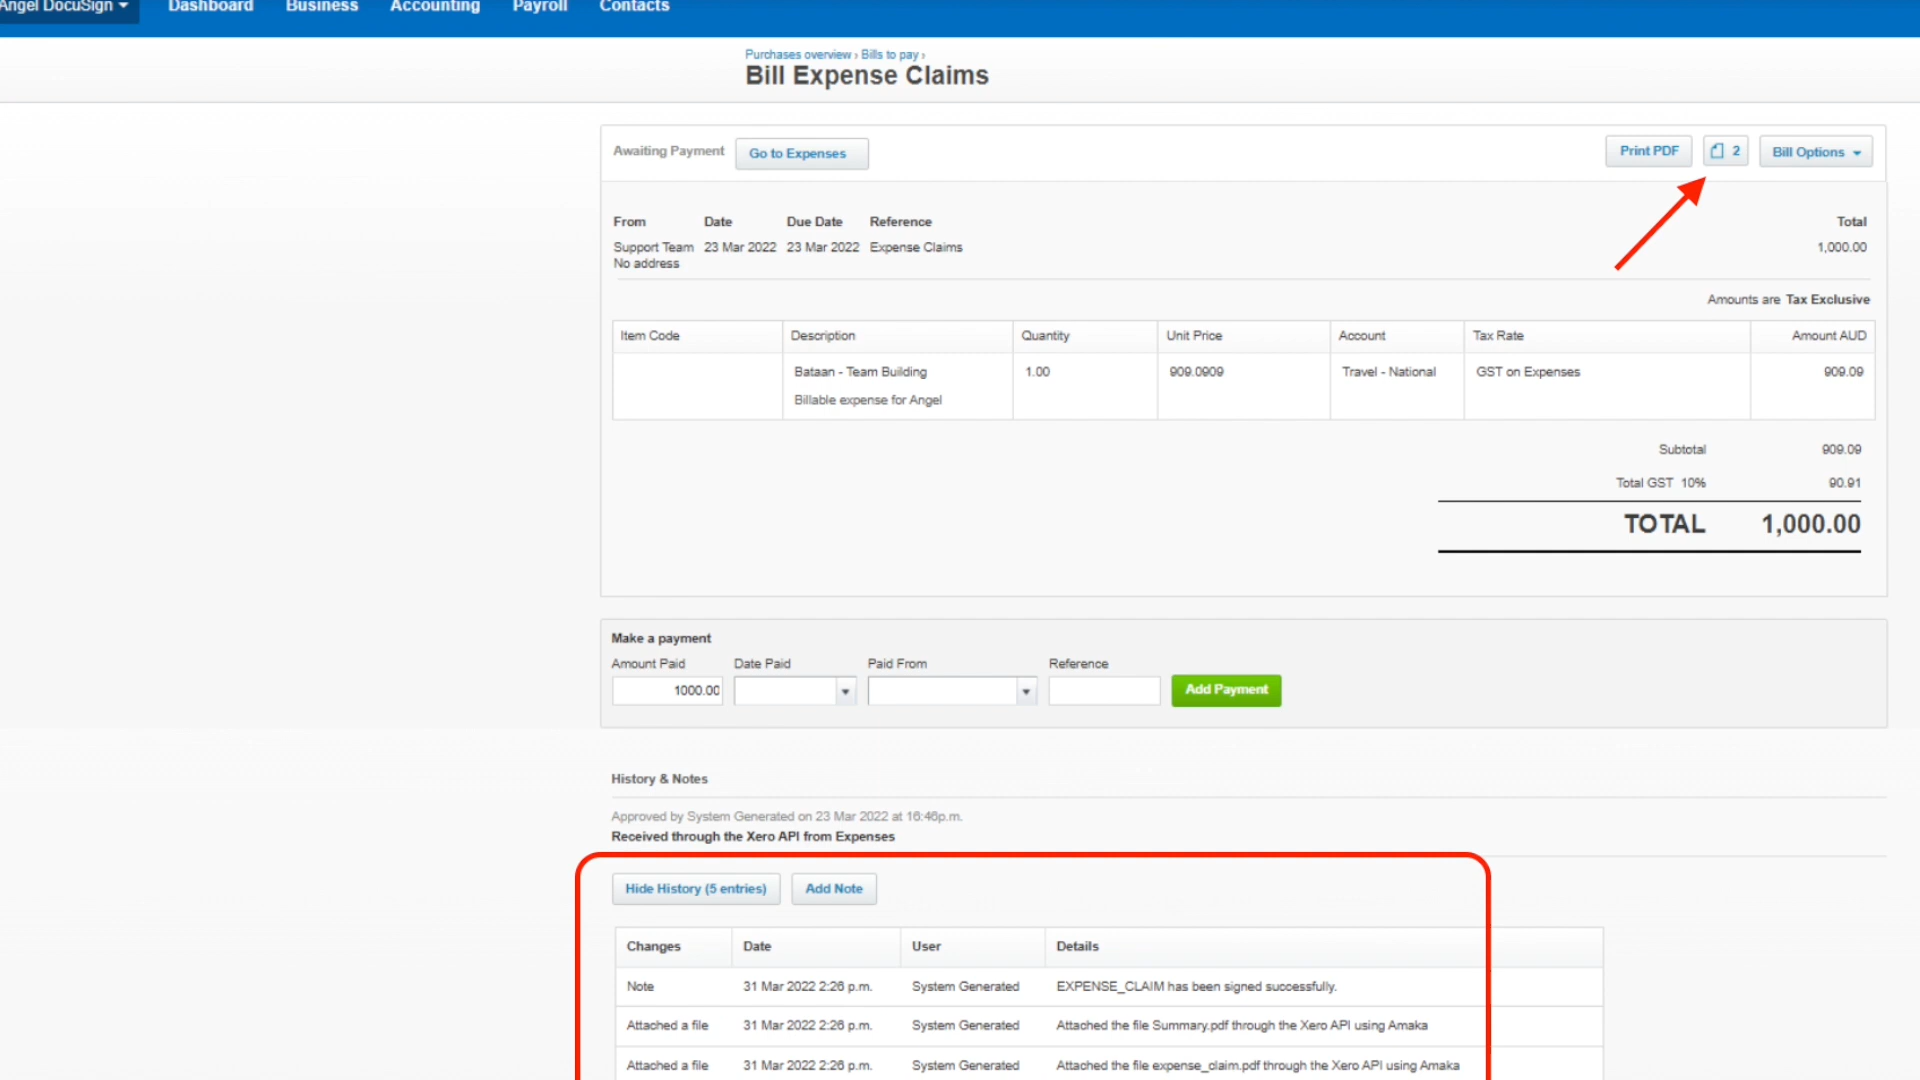 Angel DocuSign Dashboard Business Accounting Payroll Contacts
Purchases overview › Bills to pay ›
Bill Expense Claims
Awaiting Payment Go to Expenses Print PDF 2 Bill Options
From Date Due Date Reference Total
Support Team 23 Mar 2022 23 Mar 2022 Expense Claims 1,000.00
No address
Amounts are Tax Exclusive
Item Code Description Quantity Unit Price Account Tax Rate Amount AUD
Bataan - Team Building 1.00 909.0909 Travel - National GST on Expenses 909.09
Billable expense for Angel
Subtotal 909.09
Total GST 10% 90.91
TOTAL 1,000.00
Make a payment
Amount Paid Date Paid Paid From Reference
1000.00 Add Payment
History & Notes
Approved by System Generated on 23 Mar 2022 at 16:46p.m.
Received through the Xero API from Expenses
Hide History (5 entries) Add Note
Changes Date User Details
Note 31 Mar 2022 2:26 p.m. System Generated EXPENSE_CLAIM has been signed successfully.
Attached a file 31 Mar 2022 2:26 p.m. System Generated Attached the file Summary.pdf through the Xero API using Amaka
Attached a file 31 Mar 2022 2:26 p.m. System Generated Attached the file expense_claim.pdf through the Xero API using Amaka